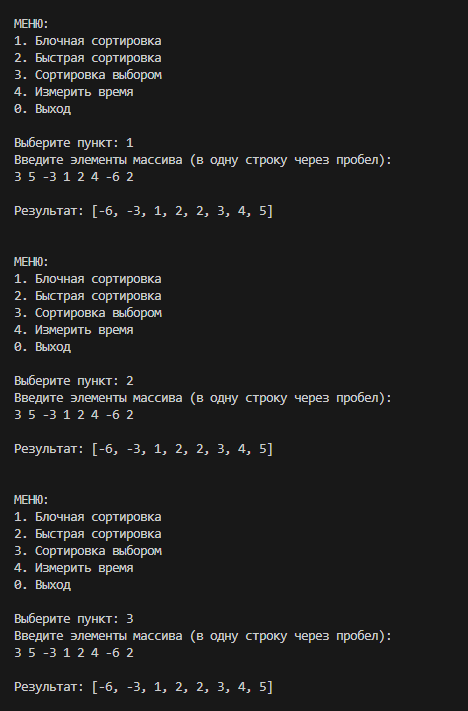 МЕНЮ:
1. Блочная сортировка
2. Быстрая сортировка
3. Сортировка выбором
4. Измерить время
0. Выход
Выберите пункт: 1
Введите элементы массива (в одну строку через пробел):
3 5 -3 1 2 4 -6 2
Результат: [-6, -3, 1, 2, 2, 3, 4, 5]
МЕНЮ:
1. Блочная сортировка
2. Быстрая сортировка
3. Сортировка выбором
4. Измерить время
0. Выход
Выберите пункт: 2
Введите элементы массива (в одну строку через пробел):
3 5 -3 1 2 4 -6 2
Результат: [-6, -3, 1, 2, 2, 3, 4, 5]
МЕНЮ:
1. Блочная сортировка
2. Быстрая сортировка
3. Сортировка выбором
4. Измерить время
0. Выход
Выберите пункт: 3
Введите элементы массива (в одну строку через пробел):
3 5 -3 1 2 4 -6 2
Результат: [-6, -3, 1, 2, 2, 3, 4, 5]